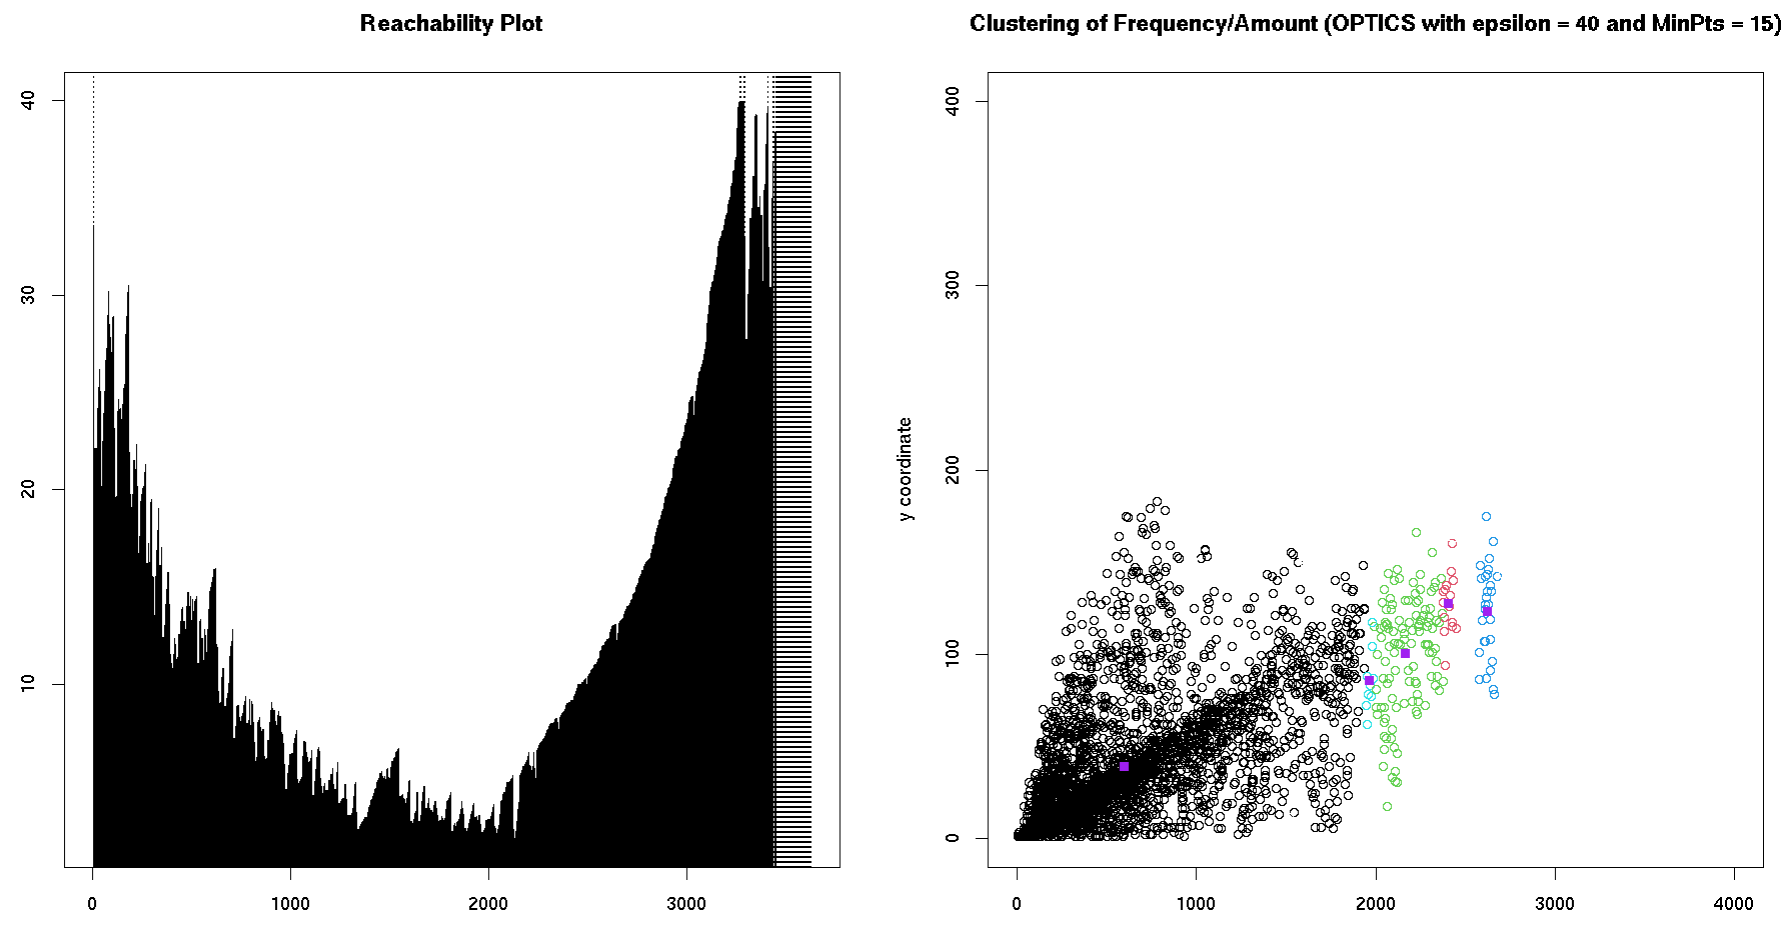 Reachability Plot
40
30
20
10
0 1000 2000 3000
Clustering of Frequency/Amount (OPTICS with epsilon = 40 and MinPts = 15)
y coordinate
400
300
200
100
0
0 1000 2000 3000 4000